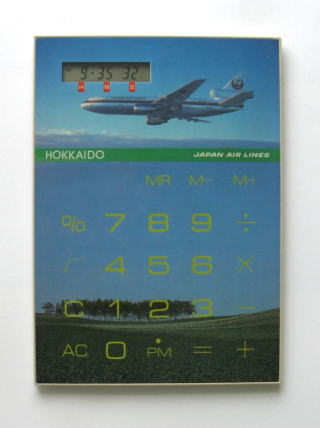 9-35 32
H M S
HOKKAIDO JAPAN AIR LINES
MR M- M+
% 7 8 9 ÷
√ 4 5 6 ×
C 1 2 3 -
AC 0 • PM = +